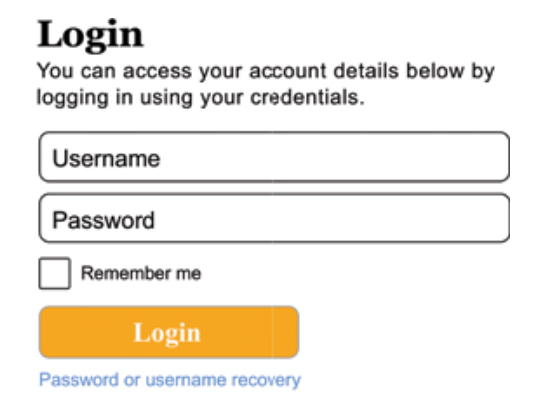 Login
You can access your account details below by
logging in using your credentials.
Username
Password
Remember me
Login
Password or username recovery